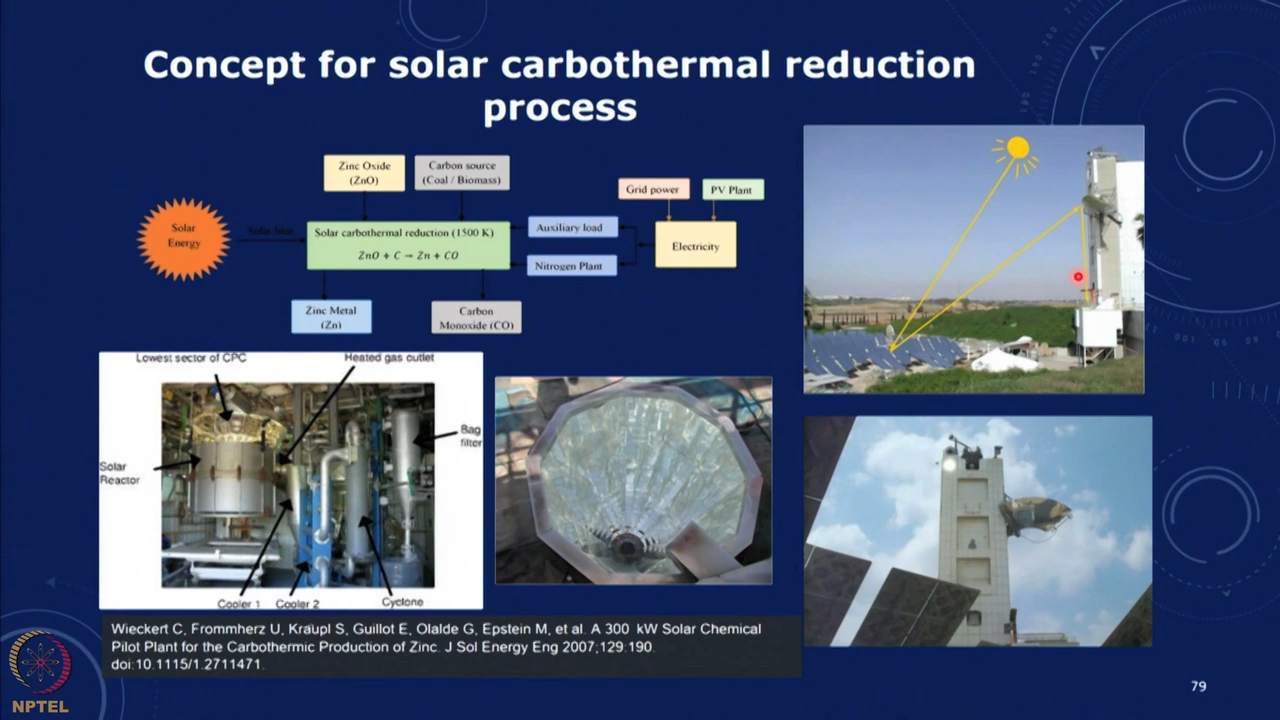 Concept for solar carbothermal reduction
process
Zinc Oxide
(ZnO)
Carbon source
(Coal / Biomass)
Grid power
PV Plant
Solar
Energy
Solar heat
Solar carbothermal reduction (1500 K)
ZnO + C → Zn + CO
Auxiliary load
Nitrogen Plant
Electricity
Zinc Metal
(Zn)
Carbon
Monoxide (CO)
Lowest sector of CPC
Heated gas outlet
Bag
filter
Solar
Reactor
Cooler 1
Cooler 2
Cyclone
Wieckert C, Frommherz U, Kräupl S, Guillot E, Olalde G, Epstein M, et al. A 300 kW Solar Chemical
Pilot Plant for the Carbothermic Production of Zinc. J Sol Energy Eng 2007;129:190.
doi:10.1115/1.2711471.
NPTEL
79